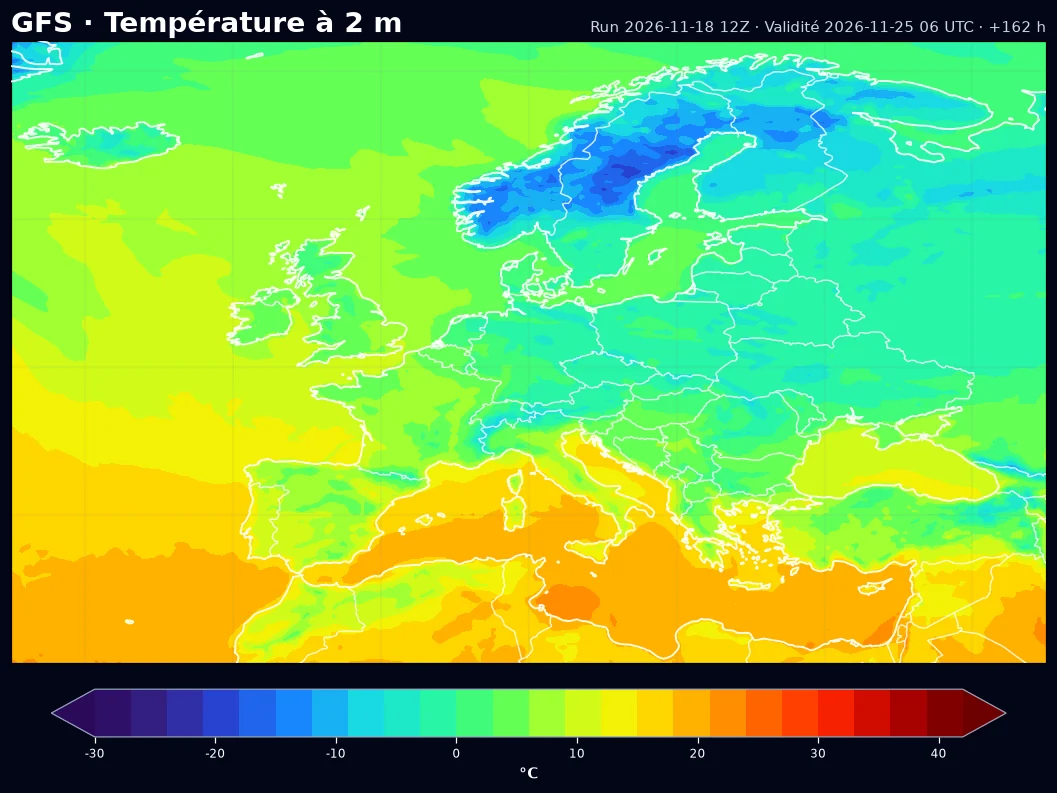 GFS · Température à 2 m
Run 2026-11-18 12Z · Validité 2026-11-25 06 UTC · +162 h
-30 -20 -10 0 10 20 30 40
°C